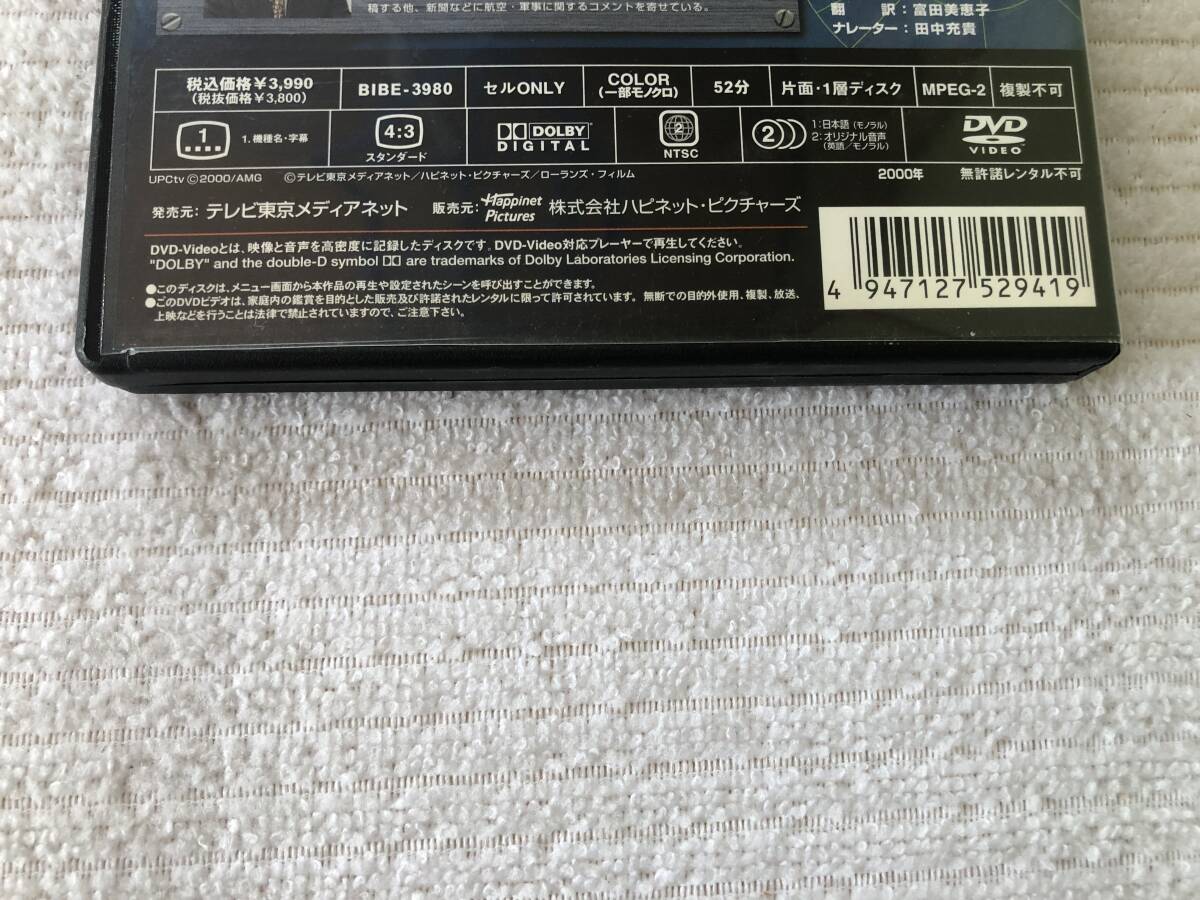 稿する他、新聞などに航空・軍事に関するコメントを寄せている。
翻 訳：富田美恵子
ナレーター：田中充貴
税込価格￥3,990
(税抜価格￥3,800)
BIBE-3980
セルONLY
COLOR
(一部モノクロ)
52分
片面・1層ディスク
MPEG-2
複製不可
1
1. 機種名・字幕
4:3
スタンダード
DOLBY
DIGITAL
2
NTSC
2
1：日本語（モノラル）
2：オリジナル音声
（英語／モノラル）
DVD
VIDEO
UPCtv ©2000/AMG ©テレビ東京メディアネット／ハピネット・ピクチャーズ／ローランズ・フィルム
2000年 無許諾レンタル不可
発売元：テレビ東京メディアネット 販売元：Happinet Pictures 株式会社ハピネット・ピクチャーズ
DVD-Videoとは、映像と音声を高密度に記録したディスクです。DVD-Video対応プレーヤーで再生してください。
"DOLBY" and the double-D symbol are trademarks of Dolby Laboratories Licensing Corporation.
●このディスクは、メニュー画面から本作品の再生や設定されたシーンを呼び出すことができます。
●このDVDビデオは、家庭内の鑑賞を目的とした販売及び許諾されたレンタルに限って許可されています。無断での目的外使用、複製、放送、
上映などを行うことは法律で禁止されていますので、ご注意下さい。
4 947127 529419